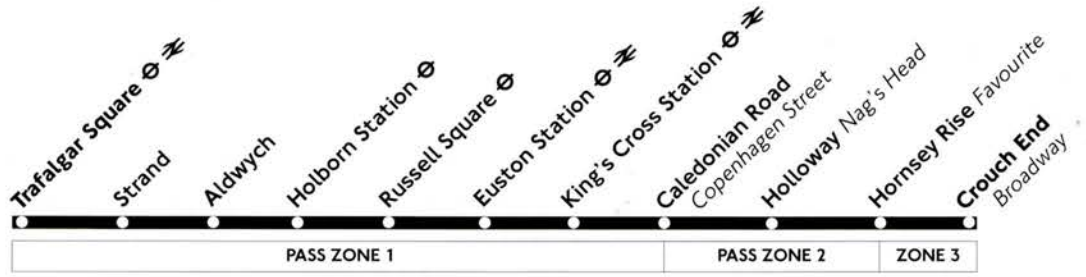 Trafalgar Square
Strand
Aldwych
Holborn Station
Russell Square
Euston Station
King's Cross Station
Caledonian Road
Copenhagen Street
Holloway Nag's Head
Hornsey Rise Favourite
Crouch End
Broadway
PASS ZONE 1
PASS ZONE 2
ZONE 3